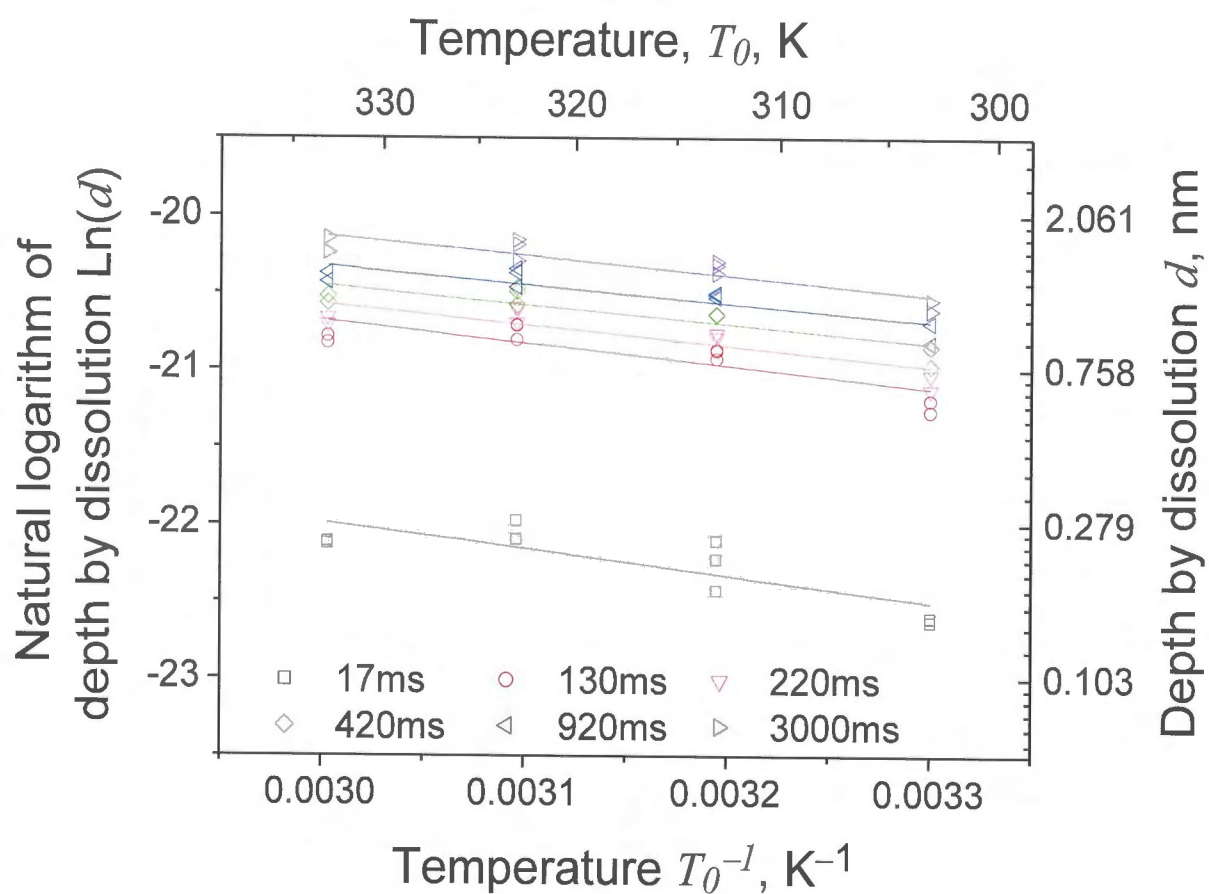 Temperature, T0, K
330 320 310 300
Natural logarithm of
depth by dissolution Ln(d)
-20
-21
-22
-23
2.061
0.758
0.279
0.103
Depth by dissolution d, nm
17ms 130ms 220ms
420ms 920ms 3000ms
0.0030 0.0031 0.0032 0.0033
Temperature T0⁻¹, K⁻¹